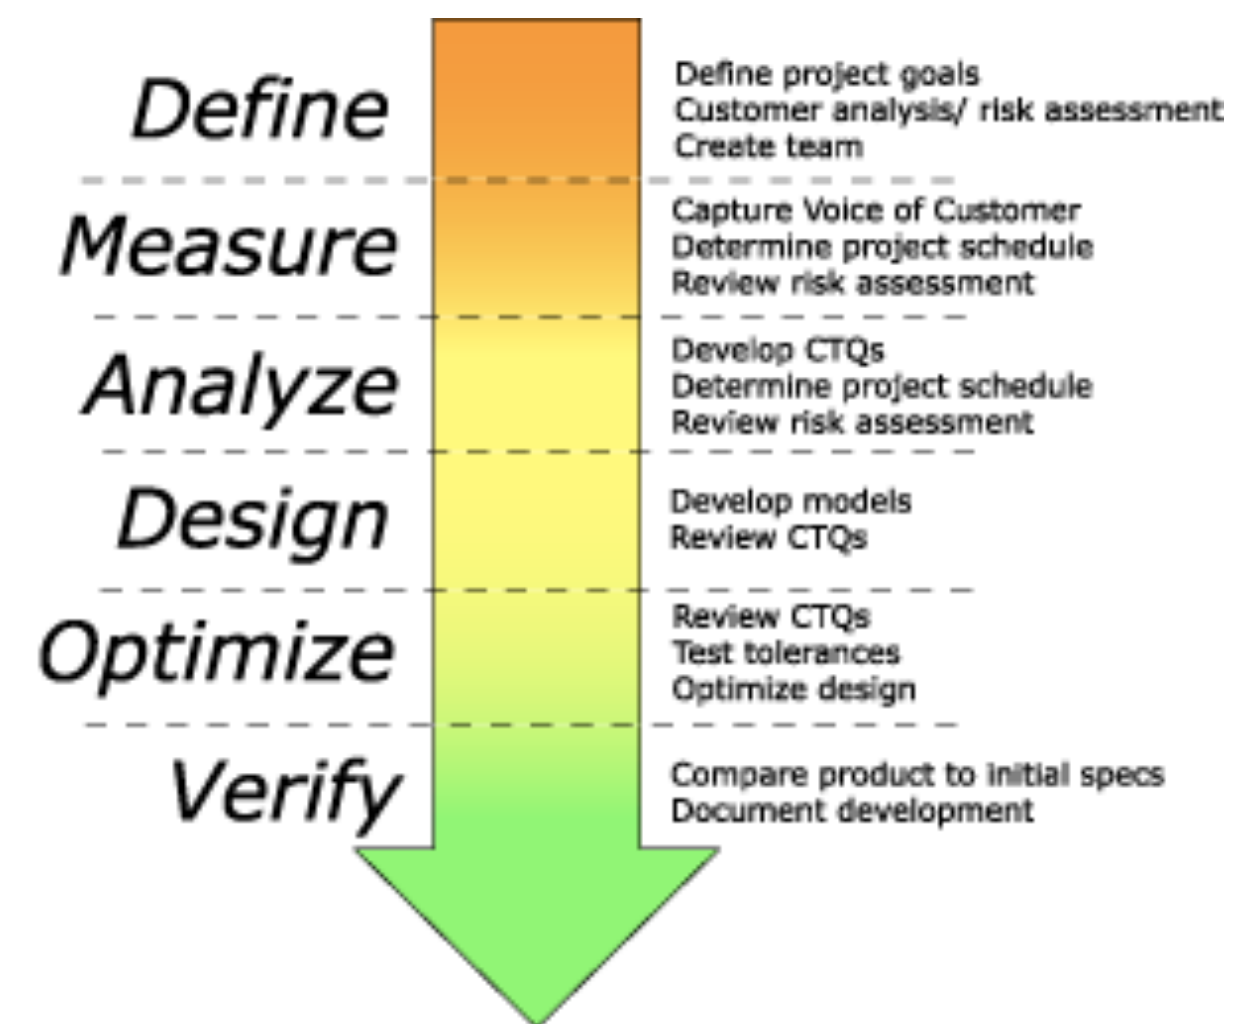 Define
Define project goals
Customer analysis/ risk assessment
Create team
Measure
Capture Voice of Customer
Determine project schedule
Review risk assessment
Analyze
Develop CTQs
Determine project schedule
Review risk assessment
Design
Develop models
Review CTQs
Optimize
Review CTQs
Test tolerances
Optimize design
Verify
Compare product to initial specs
Document development